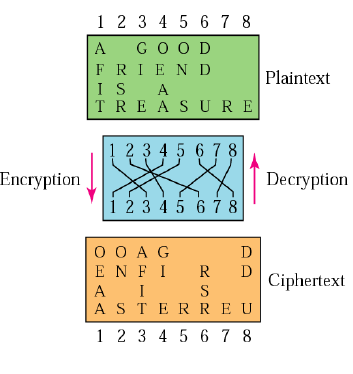 1 2 3 4 5 6 7 8
A G O O D
F R I E N D
I S A
T R E A S U R E
Plaintext
1 2 3 4 5 6 7 8
Encryption
Decryption
1 2 3 4 5 6 7 8
O O A G D
E N F I R D
A I S
A S T E R R E U
Ciphertext
1 2 3 4 5 6 7 8